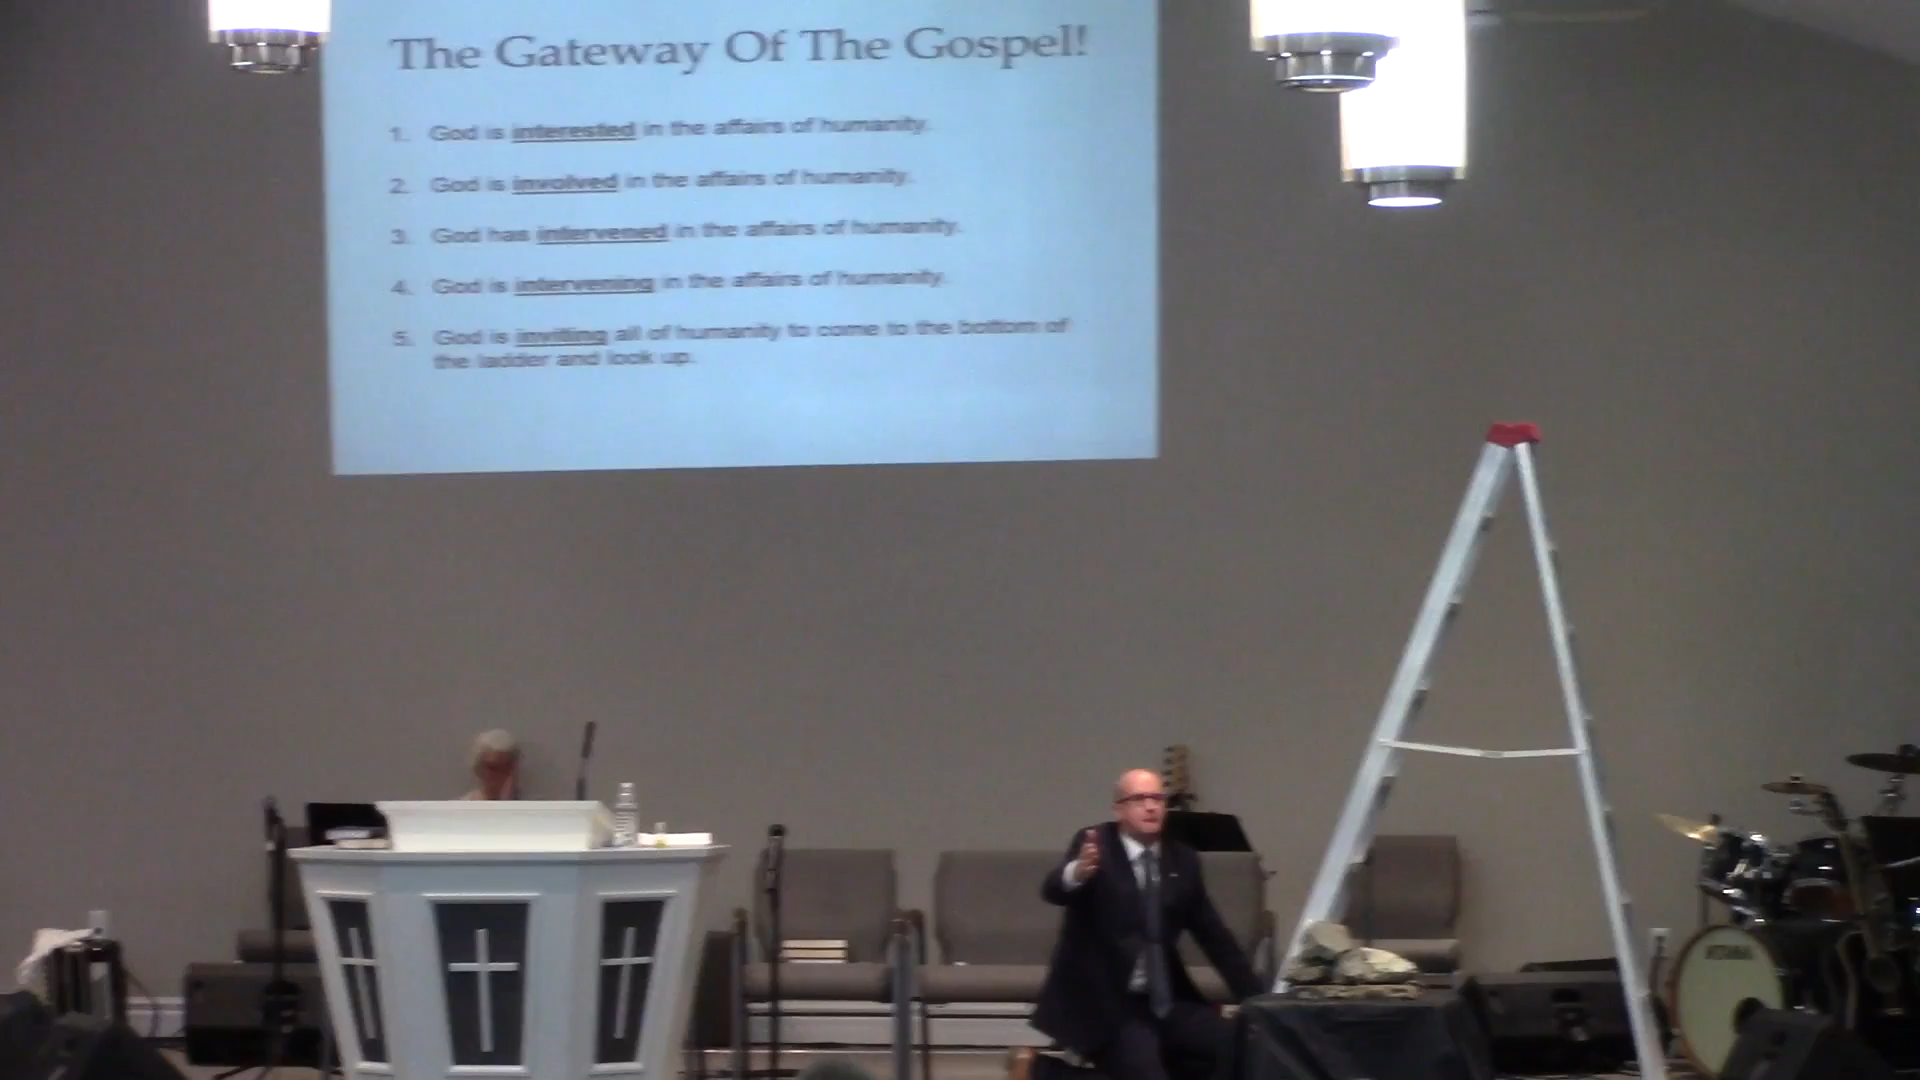 The Gateway Of The Gospel!
1. God is interested in the affairs of humanity.
2. God is involved in the affairs of humanity.
3. God has intervened in the affairs of humanity.
4. God is intervening in the affairs of humanity.
5. God is inviting all of humanity to come to the bottom of
the ladder and look up.
TAMA